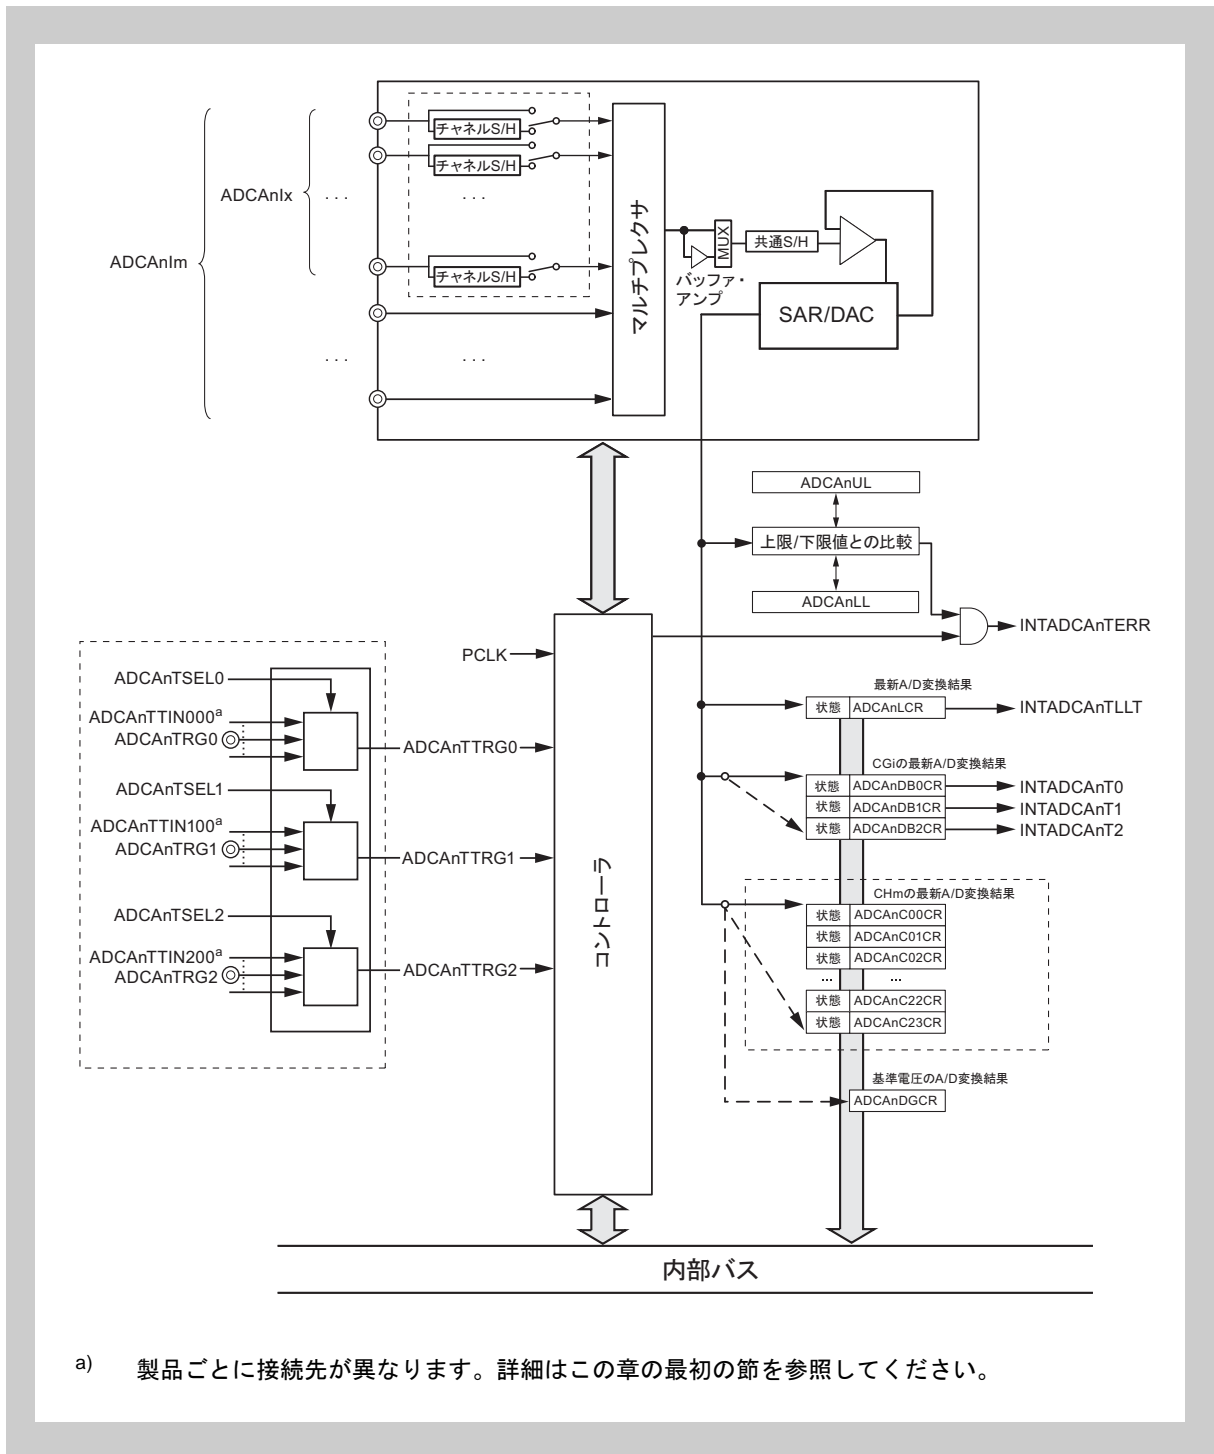 チャネルS/H
ADCAnIx
. . .
チャネルS/H
. . .
ADCAnIm
チャネルS/H
マルチプレクサ
MUX
共通S/H
バッファ・
アンプ
SAR/DAC
. . .
. . .
ADCAnUL
上限/下限値との比較
ADCAnLL
INTADCAnTERR
PCLK
ADCAnTSEL0
ADCAnTTIN000a
ADCAnTRG0
ADCAnTTRG0
ADCAnTSEL1
ADCAnTTIN100a
ADCAnTRG1
ADCAnTTRG1
ADCAnTSEL2
ADCAnTTIN200a
ADCAnTRG2
ADCAnTTRG2
コントローラ
最新A/D変換結果
状態 ADCAnLCR
INTADCAnTLLT
CGiの最新A/D変換結果
状態 ADCAnDB0CR
INTADCAnT0
状態 ADCAnDB1CR
INTADCAnT1
状態 ADCAnDB2CR
INTADCAnT2
CHmの最新A/D変換結果
状態 ADCAnC00CR
状態 ADCAnC01CR
状態 ADCAnC02CR
... ...
状態 ADCAnC22CR
状態 ADCAnC23CR
基準電圧のA/D変換結果
ADCAnDGCR
内部バス
a) 製品ごとに接続先が異なります。詳細はこの章の最初の節を参照してください。